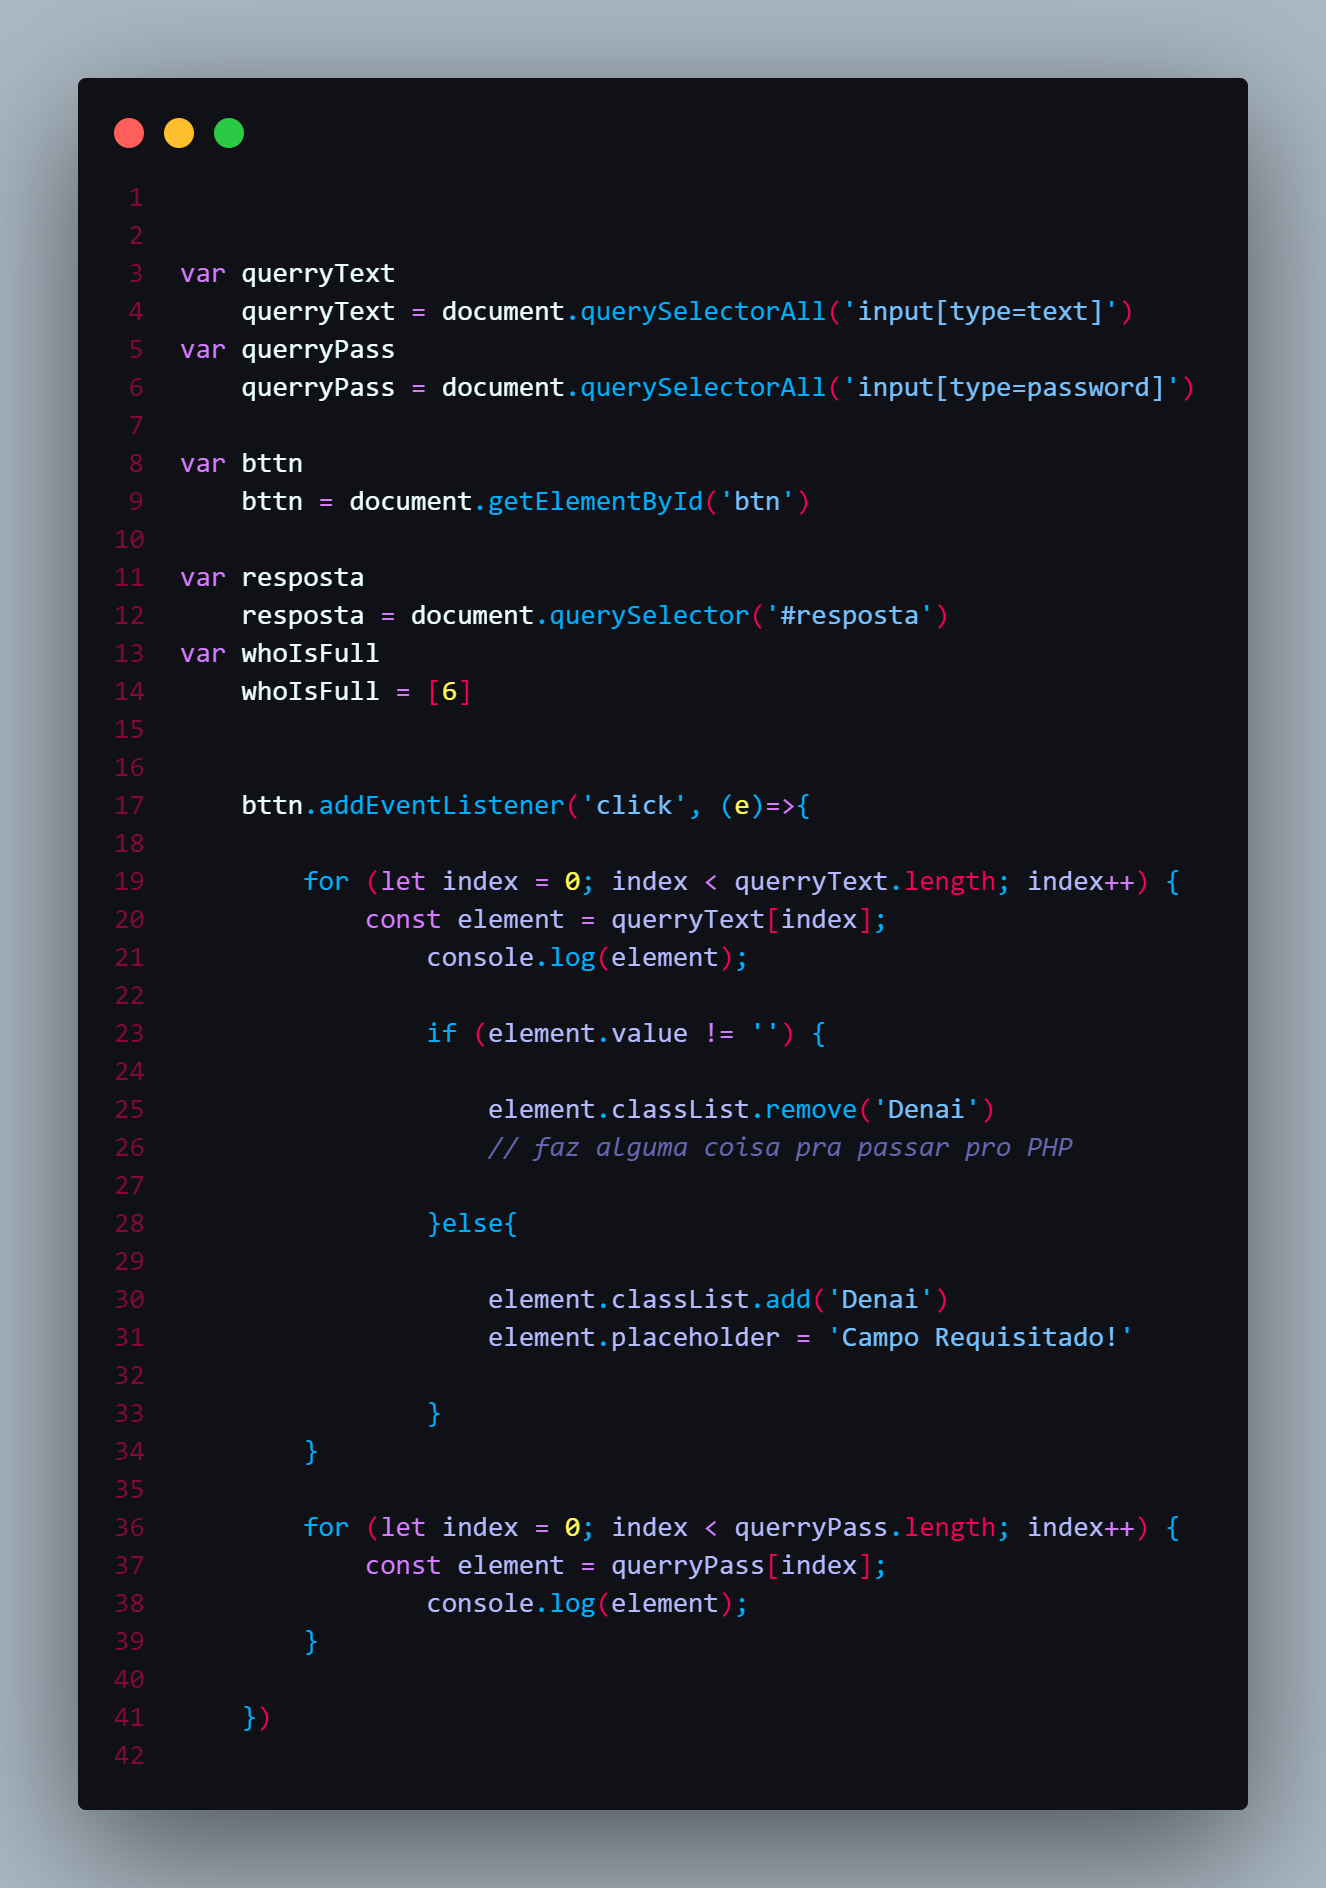 1
2
3 var querryText
4     querryText = document.querySelectorAll('input[type=text]')
5 var querryPass
6     querryPass = document.querySelectorAll('input[type=password]')
7
8 var bttn
9     bttn = document.getElementById('btn')
10
11 var resposta
12     resposta = document.querySelector('#resposta')
13 var whoIsFull
14     whoIsFull = [6]
15
16
17     bttn.addEventListener('click', (e)=>{
18
19         for (let index = 0; index < querryText.length; index++) {
20             const element = querryText[index];
21                 console.log(element);
22
23                 if (element.value != '') {
24
25                     element.classList.remove('Denai')
26                     // faz alguma coisa pra passar pro PHP
27
28                 }else{
29
30                     element.classList.add('Denai')
31                     element.placeholder = 'Campo Requisitado!'
32
33                 }
34         }
35
36         for (let index = 0; index < querryPass.length; index++) {
37             const element = querryPass[index];
38                 console.log(element);
39         }
40
41     })
42